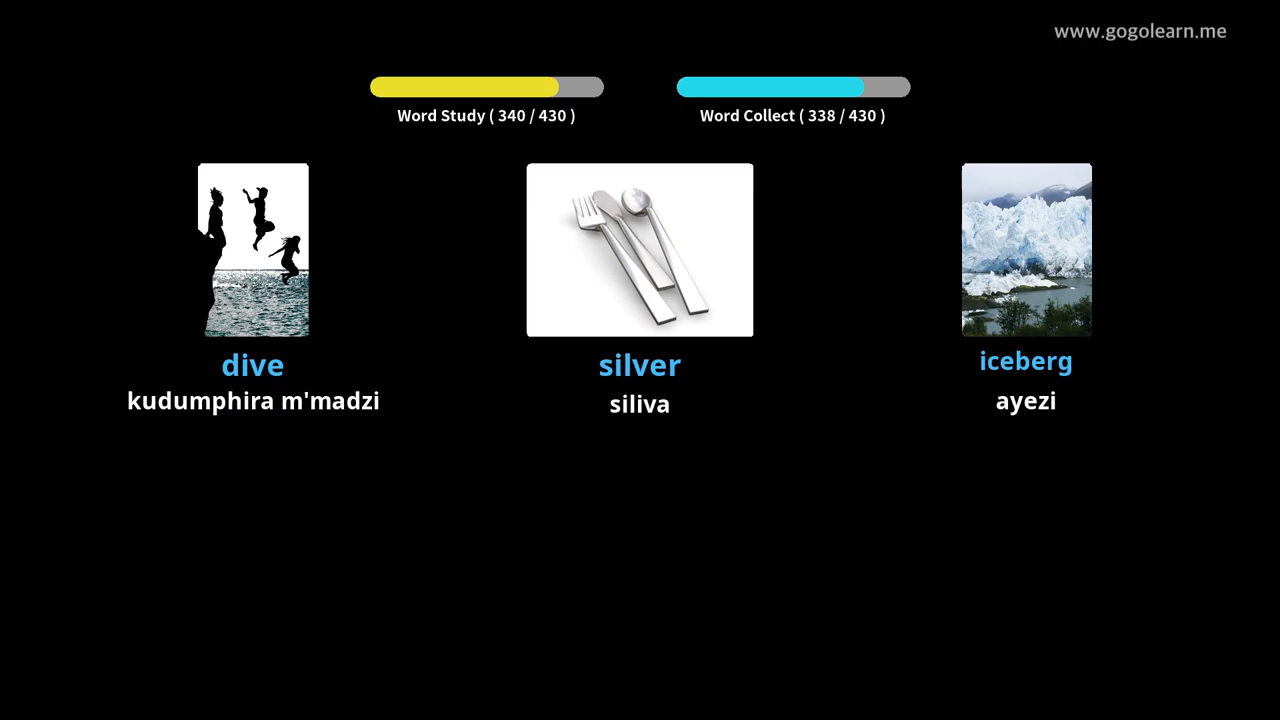 www.gogolearn.me
Word Study ( 340 / 430 )
Word Collect ( 338 / 430 )
dive
kudumphira m'madzi
silver
siliva
iceberg
ayezi